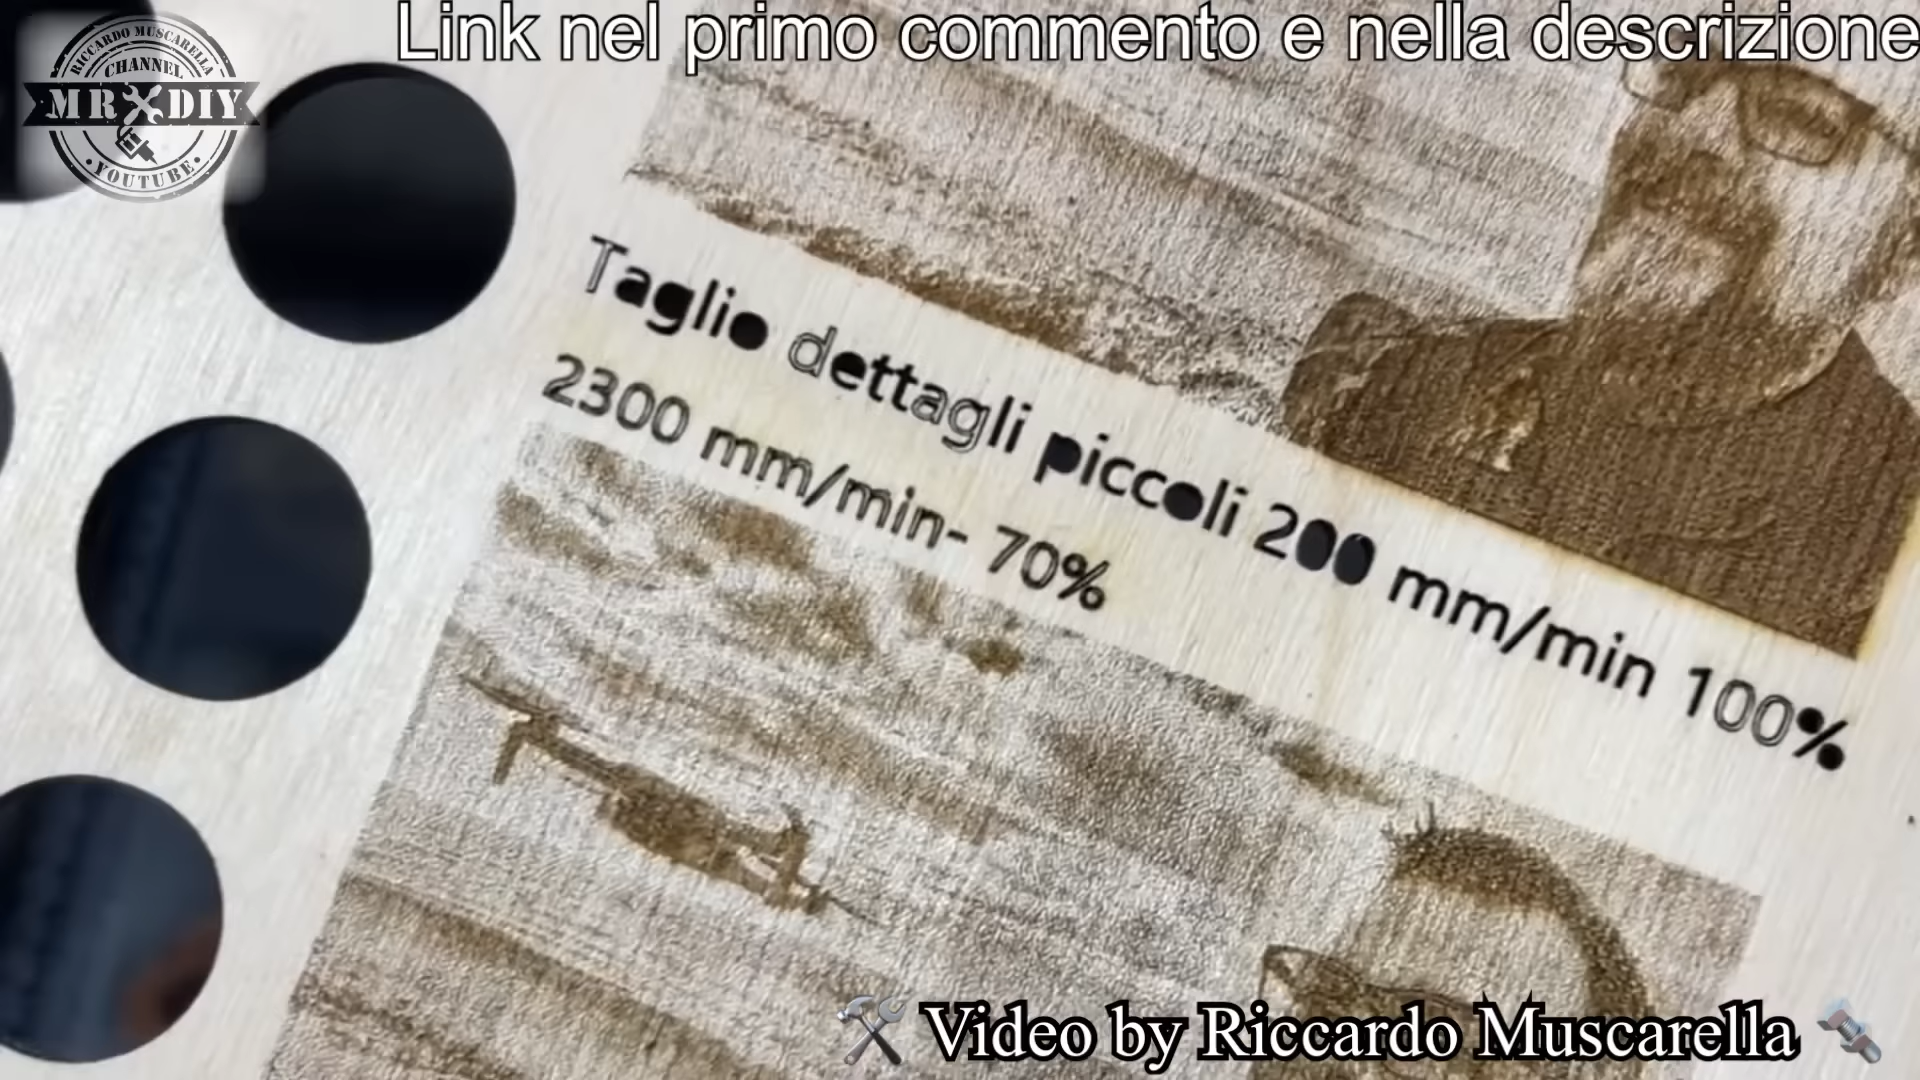 Link nel primo commento e nella descrizione
RICCARDO MUSCARELLA
CHANNEL
MR DIY
YOUTUBE
Taglio dettagli piccoli 200 mm/min 100%
2300 mm/min- 70%
Video by Riccardo Muscarella